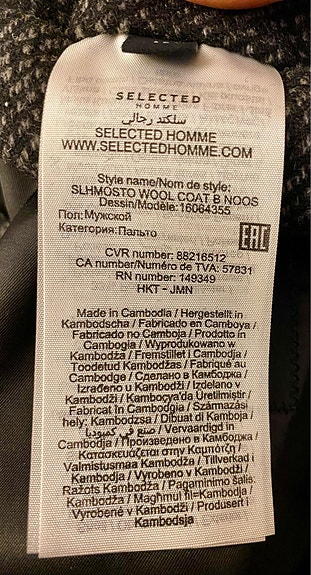 SELECTED
HOMME
سلكتد رجالي
SELECTED HOMME
WWW.SELECTEDHOMME.COM
Style name/Nom de style:
SLHMOSTO WOOL COAT B NOOS
Dessin/Modèle:16064355
Пол:Мужской
Категория:Пальто
EAC
CVR number: 88216512
CA number/Numéro de TVA: 57831
RN number: 149349
HKT - JMN
Made in Cambodia / Hergestellt in
Kambodscha / Fabricado en Camboya /
Fabricado no Camboja / Prodotto in
Cambogia / Wyprodukowano w
Kambodża / Fremstillet i Cambodja /
Toodetud Kambodžas / Fabriqué au
Cambodge / Сделано в Камбоджа /
Izrađeno u Kambodži / Izdelano v
Kambodži / Kamboçya'da Üretilmiştir /
Fabricat în Cambodgia / Származási
hely: Kambodzsa / Dibuat di Kamboja /
صنع في كمبوديا / Vervaardigd in
Cambodja / Произведено в Камбоджа /
Κατασκευάζεται στην Καμπότζη /
Valmistusmaa Kambodža / Tillverkad i
Kambodja / Vyrobeno v Kambodži /
Ražots Kambodžā / Pagaminimo šalis:
Kambodža / Maghmul fil=Kambodja /
Vyrobené v Kambodži / Produsert i
Kambodsja